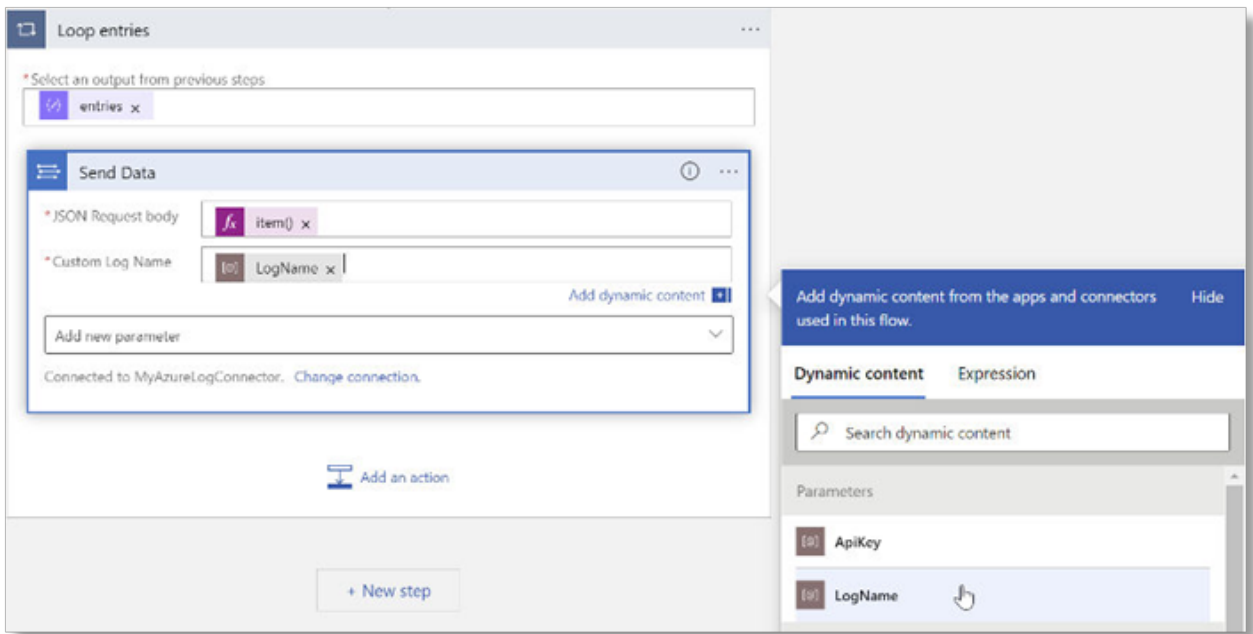 Loop entries
...
*Select an output from previous steps
entries x
Send Data
...
*JSON Request body
fx item() x
*Custom Log Name
LogName x
Add dynamic content +
Add new parameter
Connected to MyAzureLogConnector. Change connection.
Add an action
+ New step
Add dynamic content from the apps and connectors used in this flow.
Hide
Dynamic content Expression
Search dynamic content
Parameters
ApiKey
LogName